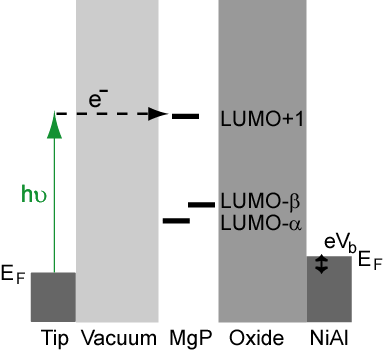 e⁻
LUMO+1
hυ
LUMO-β
LUMO-α
eV_b
E_F
E_F
Tip Vacuum MgP Oxide NiAl